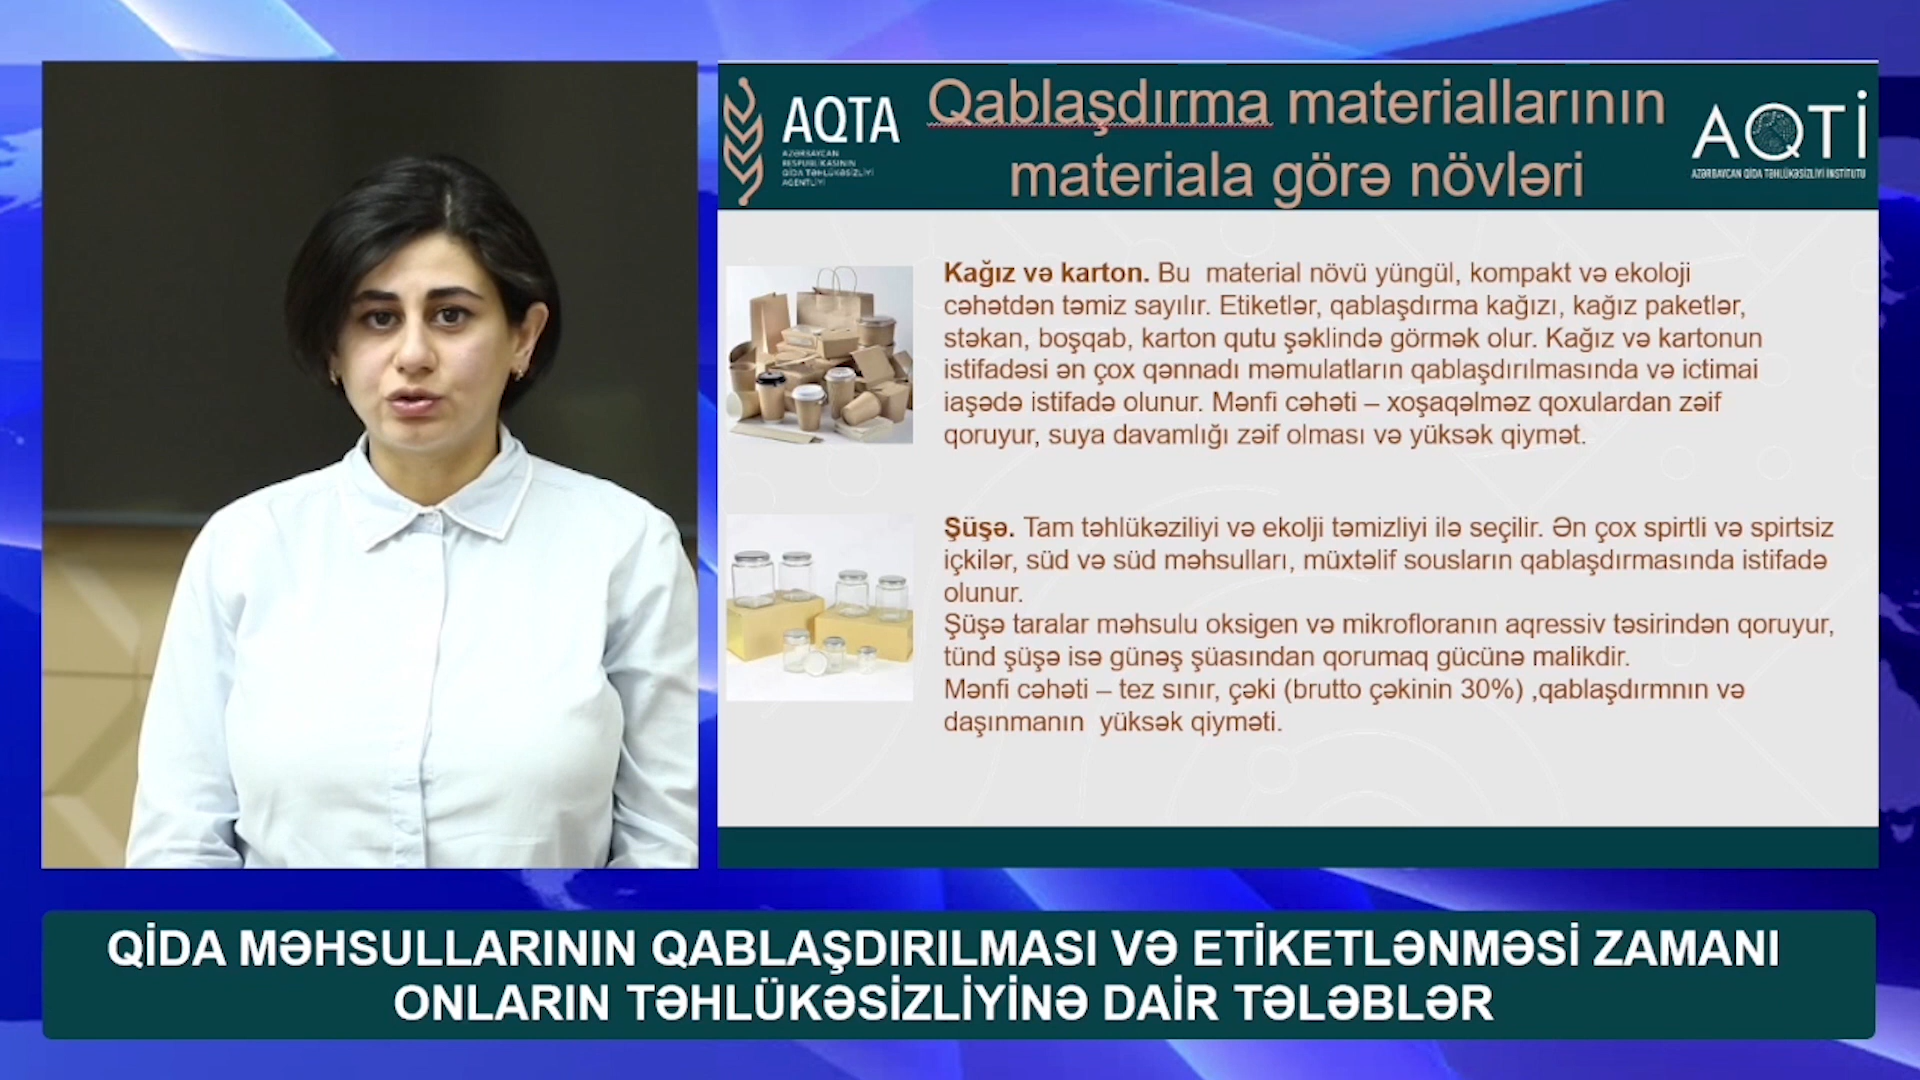 AQTA
AZƏRBAYCAN
RESPUBLİKASININ
QİDA TƏHLÜKƏSİZLİYİ
AGENTLİYİ
Qablaşdırma materiallarının
materiala görə növləri
AQTİ
AZƏRBAYCAN QİDA TƏHLÜKƏSİZLİYİ İNSTİTUTU
Kağız və karton. Bu  material növü yüngül, kompakt və ekoloji
cəhətdən təmiz sayılır. Etiketlər, qablaşdırma kağızı, kağız paketlər,
stəkan, boşqab, karton qutu şəklində görmək olur. Kağız və kartonun
istifadəsi ən çox qənnadı məmulatların qablaşdırılmasında və ictimai
iaşədə istifadə olunur. Mənfi cəhəti – xoşaqəlməz qoxulardan zəif
qoruyur, suya davamlığı zəif olması və yüksək qiymət.
Şüşə. Tam təhlükəziliyi və ekolji təmizliyi ilə seçilir. Ən çox spirtli və spirtsiz
içkilər, süd və süd məhsulları, müxtəlif sousların qablaşdırmasında istifadə
olunur.
Şüşə taralar məhsulu oksigen və mikrofloranın aqressiv təsirindən qoruyur,
tünd şüşə isə günəş şüasından qorumaq gücünə malikdir.
Mənfi cəhəti – tez sınır, çəki (brutto çəkinin 30%) ,qablaşdırmnın və
daşınmanın  yüksək qiyməti.
QİDA MƏHSULLARININ QABLAŞDIRILMASI VƏ ETİKETLƏNMƏSİ ZAMANI
ONLARIN TƏHLÜKƏSİZLİYİNƏ DAİR TƏLƏBLƏR